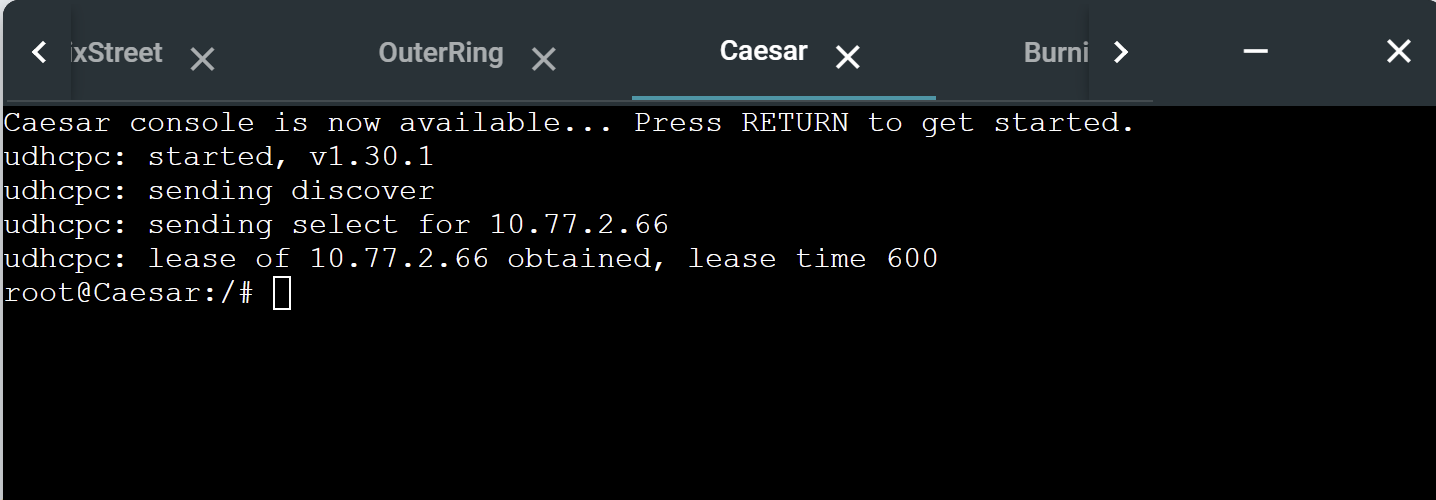 ixStreet OuterRing Caesar Burni
Caesar console is now available... Press RETURN to get started.
udhcpc: started, v1.30.1
udhcpc: sending discover
udhcpc: sending select for 10.77.2.66
udhcpc: lease of 10.77.2.66 obtained, lease time 600
root@Caesar:/#